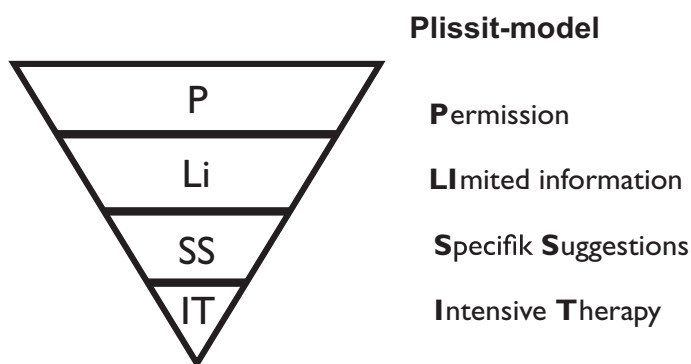 Plissit-model
P
Permission
Li
LImited information
SS
Specifik Suggestions
IT
Intensive Therapy